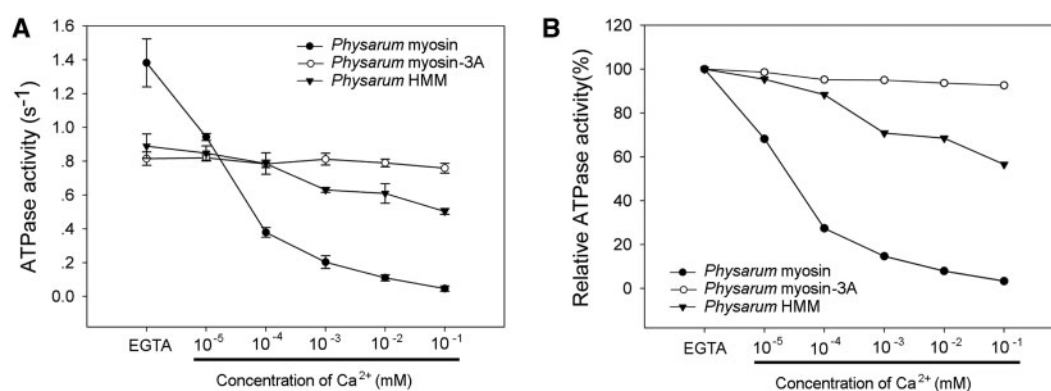 A
1.6
1.4
1.2
1.0
.8
.6
.4
.2
0.0
ATPase activity (s⁻¹)
Physarum myosin
Physarum myosin-3A
Physarum HMM
EGTA 10⁻⁵ 10⁻⁴ 10⁻³ 10⁻² 10⁻¹
Concentration of Ca²⁺ (mM)
B
120
100
80
60
40
20
0
Relative ATPase activity(%)
Physarum myosin
Physarum myosin-3A
Physarum HMM
EGTA 10⁻⁵ 10⁻⁴ 10⁻³ 10⁻² 10⁻¹
Concentration of Ca²⁺ (mM)